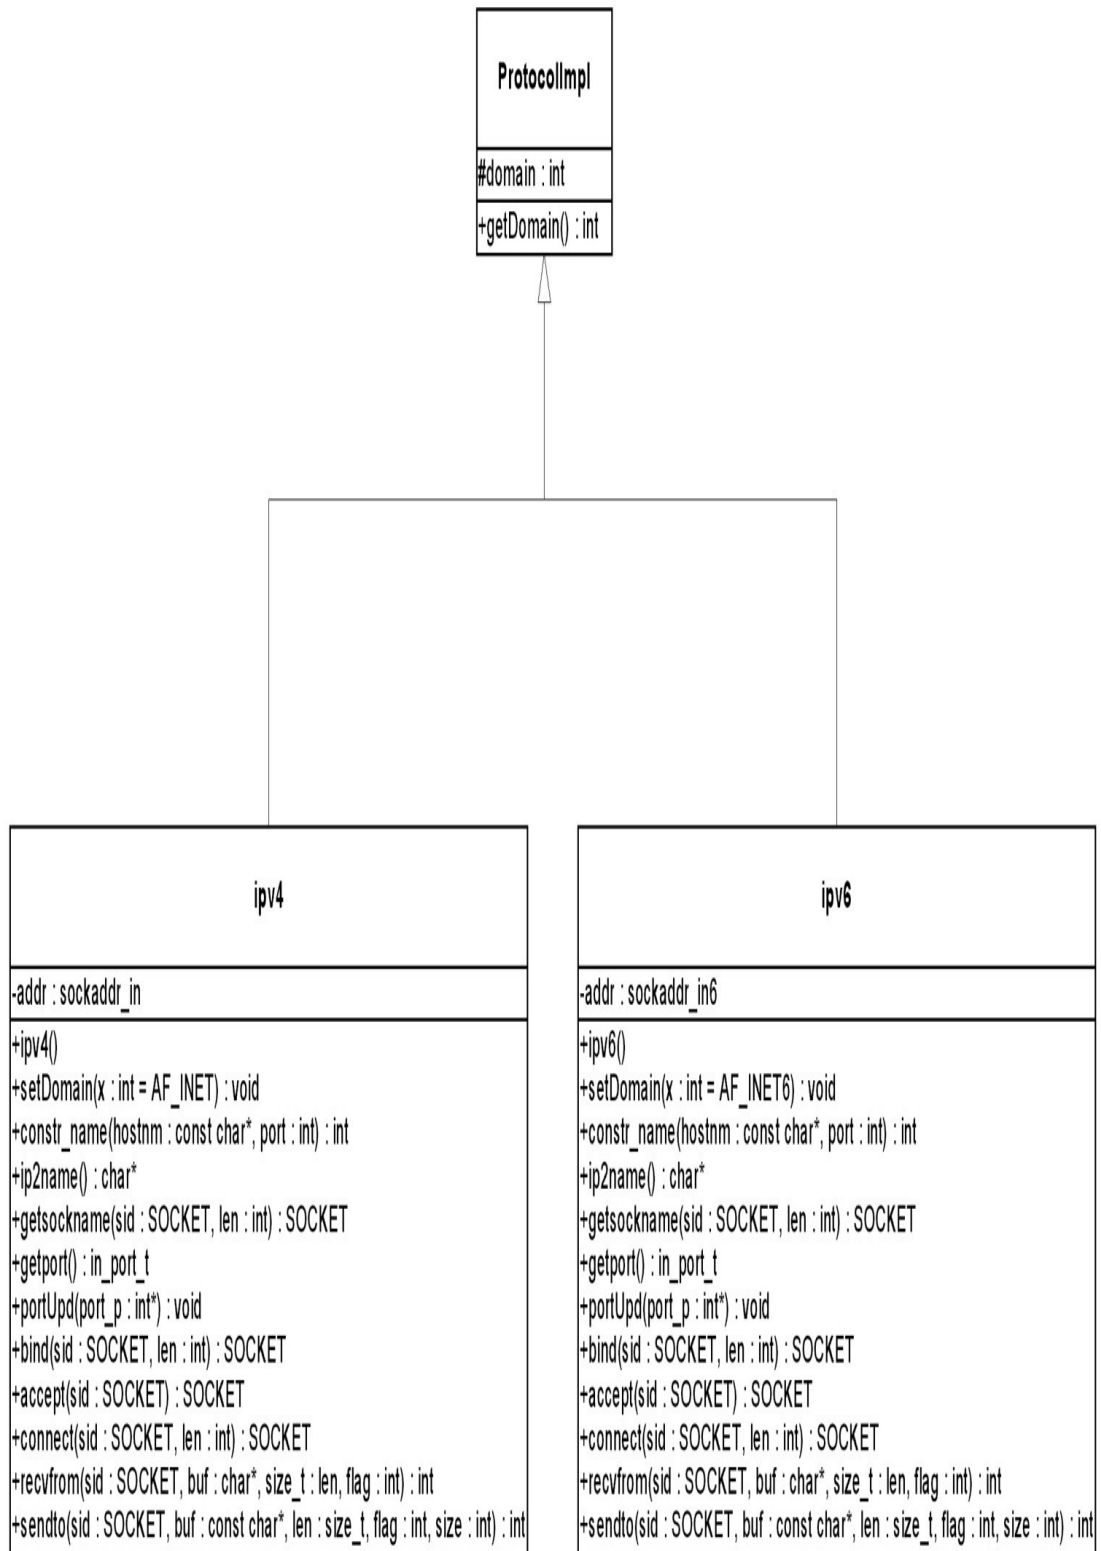 ProtocolImpl
#domain : int
+getDomain() : int
ipv4
-addr : sockaddr_in
+ipv4()
+setDomain(x : int = AF_INET) : void
+constr_name(hostnm : const char*, port : int) : int
+ip2name() : char*
+getsockname(sid : SOCKET, len : int) : SOCKET
+getport() : in_port_t
+portUpd(port_p : int*) : void
+bind(sid : SOCKET, len : int) : SOCKET
+accept(sid : SOCKET) : SOCKET
+connect(sid : SOCKET, len : int) : SOCKET
+recvfrom(sid : SOCKET, buf : char*, size_t : len, flag : int) : int
+sendto(sid : SOCKET, buf : const char*, len : size_t, flag : int, size : int) : int
ipv6
-addr : sockaddr_in6
+ipv6()
+setDomain(x : int = AF_INET6) : void
+constr_name(hostnm : const char*, port : int) : int
+ip2name() : char*
+getsockname(sid : SOCKET, len : int) : SOCKET
+getport() : in_port_t
+portUpd(port_p : int*) : void
+bind(sid : SOCKET, len : int) : SOCKET
+accept(sid : SOCKET) : SOCKET
+connect(sid : SOCKET, len : int) : SOCKET
+recvfrom(sid : SOCKET, buf : char*, size_t : len, flag : int) : int
+sendto(sid : SOCKET, buf : const char*, len : size_t, flag : int, size : int) : int